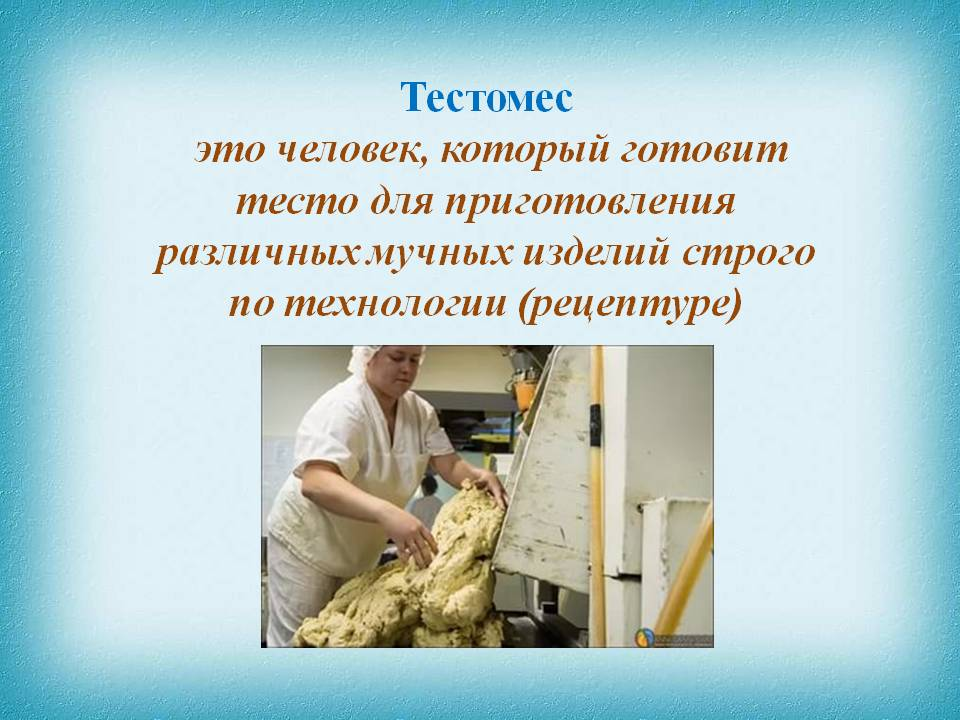 Тестомес
это человек, который готовит
тесто для приготовления
различных мучных изделий строго
по технологии (рецептуре)